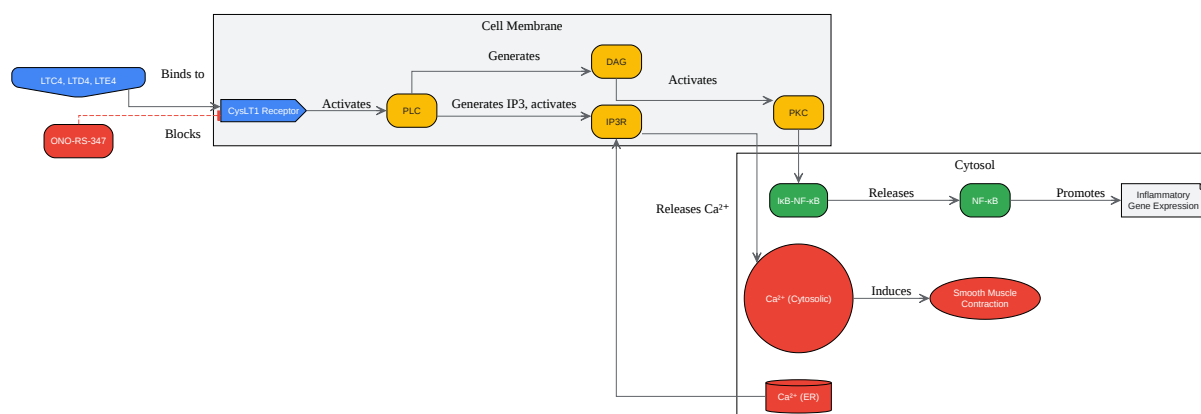 Cell Membrane
LTC4, LTD4, LTE4
Binds to
CysLT1 Receptor
Blocks
ONO-RS-347
Activates
PLC
Generates
DAG
Generates IP3, activates
IP3R
Activates
PKC
Cytosol
IκB-NF-κB
Releases
NF-κB
Promotes
Inflammatory
Gene Expression
Releases Ca²⁺
Ca²⁺ (Cytosolic)
Induces
Smooth Muscle
Contraction
Ca²⁺ (ER)